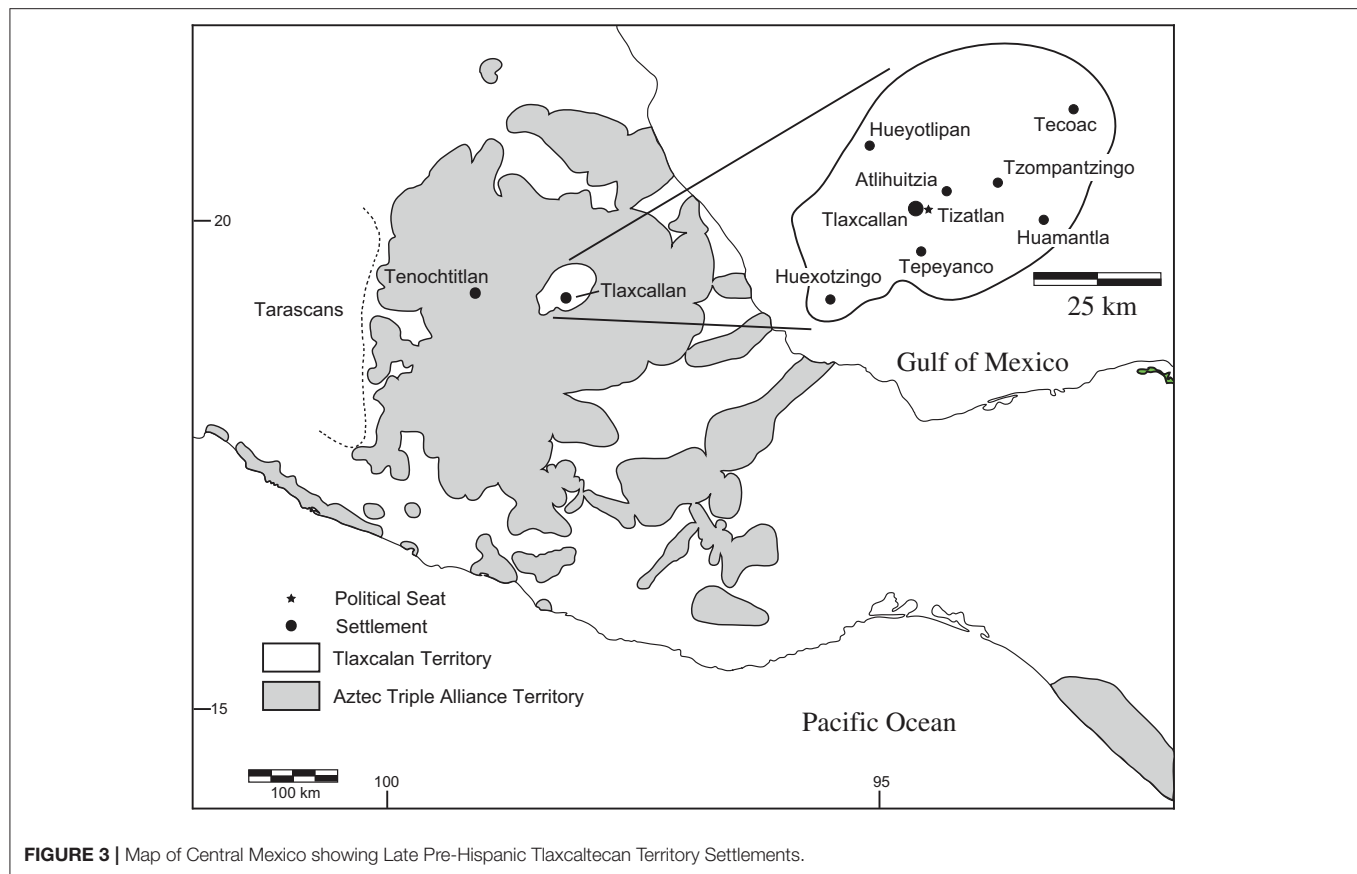 Hueyotlipan
Tecoac
Atlihuitzia
Tzompantzingo
Tlaxcallan
Tizatlan
Huamantla
Tepeyanco
Huexotzingo
25 km
20
Tenochtitlan
Tlaxcallan
Tarascans
Gulf of Mexico
Political Seat
Settlement
Tlaxcalan Territory
Aztec Triple Alliance Territory
15
Pacific Ocean
100 km
100
95
FIGURE 3 | Map of Central Mexico showing Late Pre-Hispanic Tlaxcaltecan Territory Settlements.